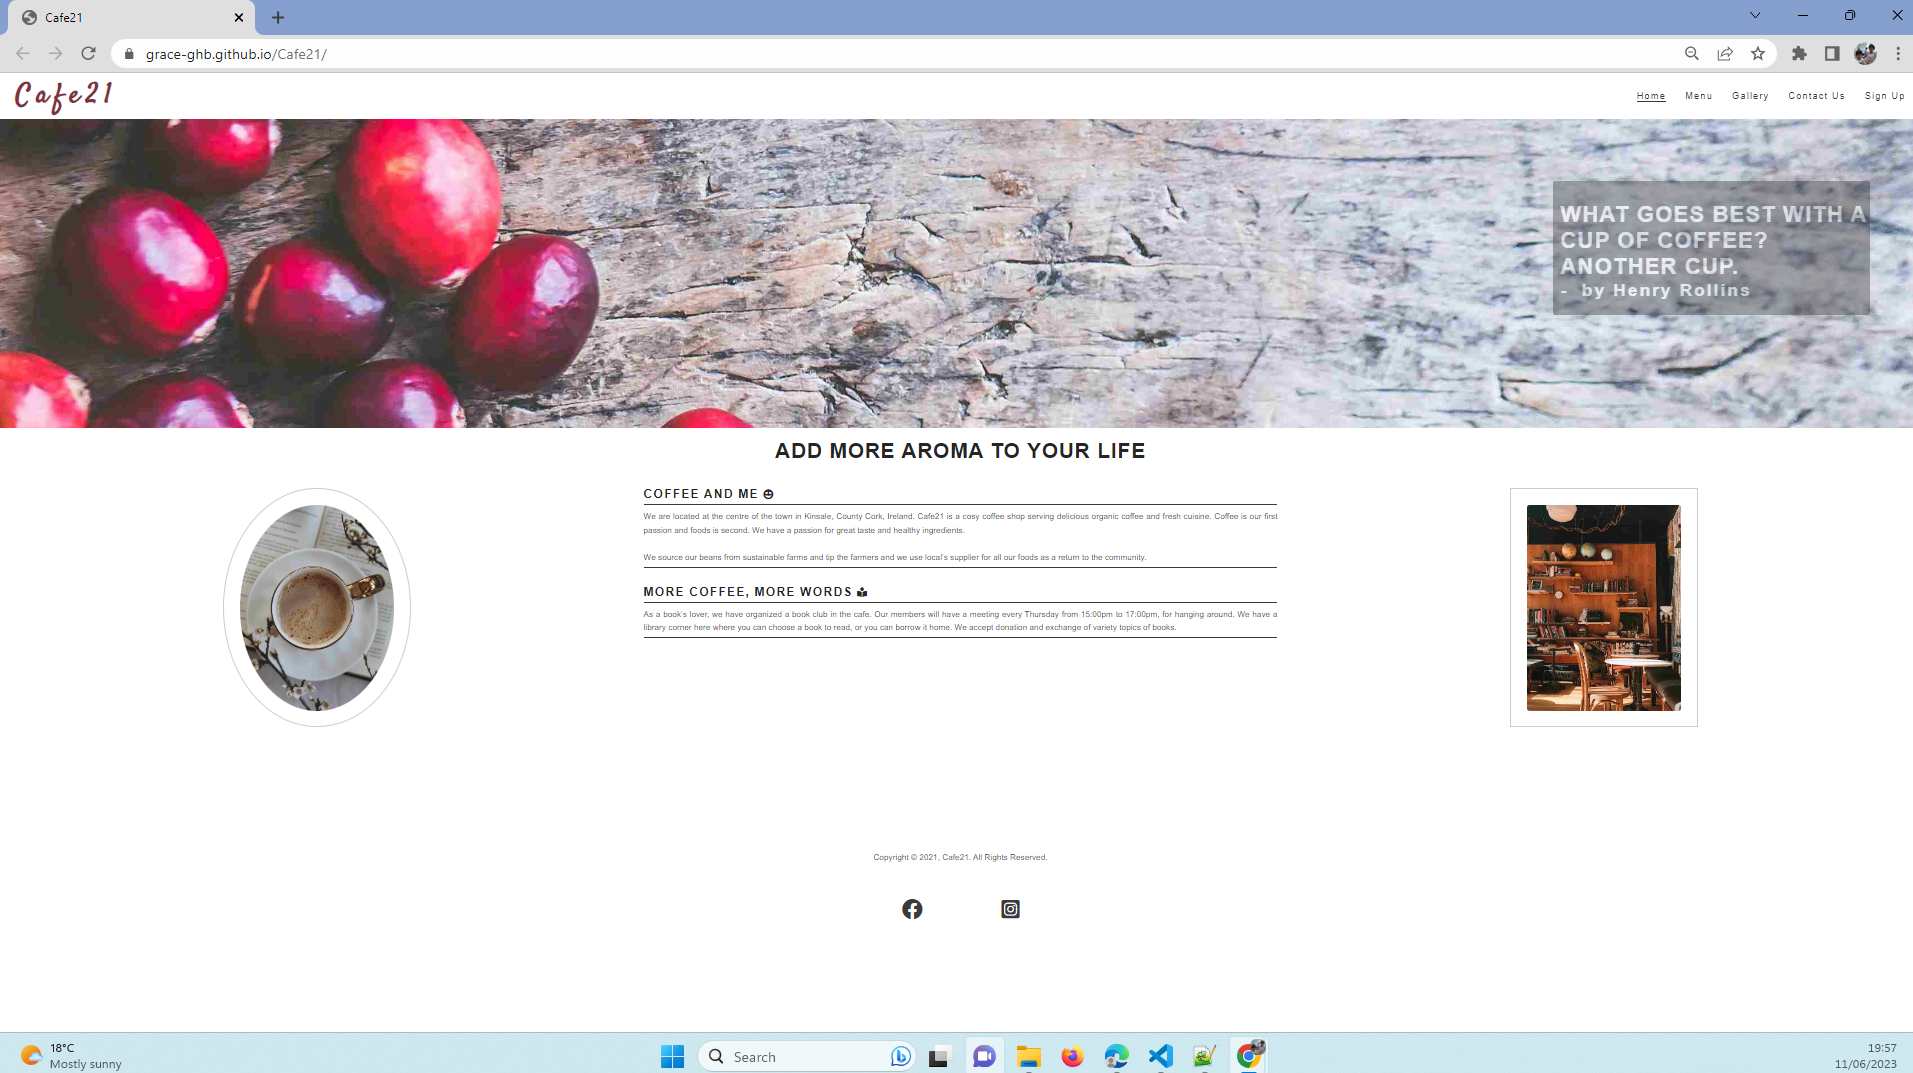 Cafe21
grace-ghb.github.io/Cafe21/
Cafe21
Home Menu Gallery Contact Us Sign Up
WHAT GOES BEST WITH A
CUP OF COFFEE?
ANOTHER CUP.
- by Henry Rollins
ADD MORE AROMA TO YOUR LIFE
COFFEE AND ME
We are located at the centre of the town in Kinsale, County Cork, Ireland. Cafe21 is a cosy coffee shop serving delicious organic coffee and fresh cuisine. Coffee is our first
passion and foods is second. We have a passion for great taste and healthy ingredients.
We source our beans from sustainable farms and tip the farmers and we use local's supplier for all our foods as a return to the community.
MORE COFFEE, MORE WORDS
As a book's lover, we have organized a book club in the cafe. Our members will have a meeting every Thursday from 15:00pm to 17:00pm, for hanging around. We have a
library corner here where you can choose a book to read, or you can borrow it home. We accept donation and exchange of variety topics of books.
Copyright © 2021, Cafe21. All Rights Reserved.
18°C
Mostly sunny
Search
19:57
11/06/2023